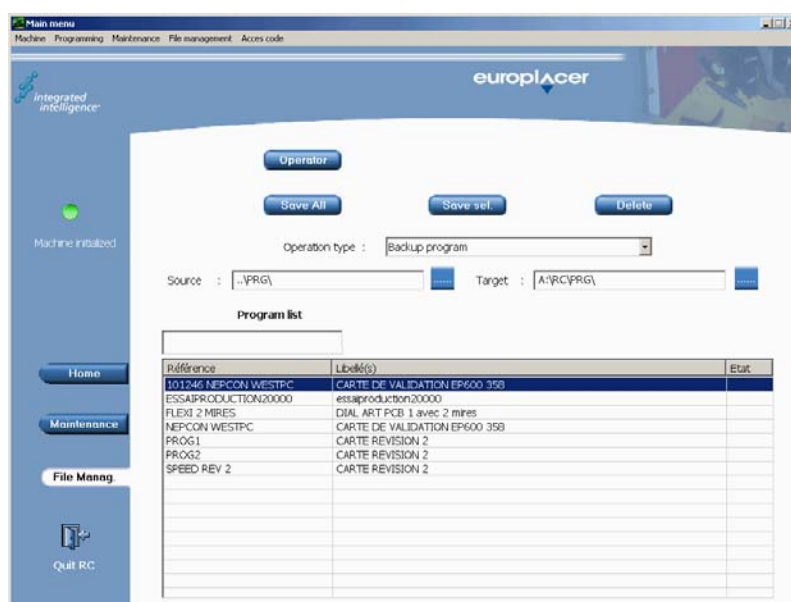 Main menu
Machine Programming Maintenance File management Acces code
integrated
intelligence
europlacer
Operator
Save All Save sel. Delete
Machine initialized
Operation type : Backup program
Source : ..\PRG\ ...... Target : A:\RC\PRG\ ......
Program list
Home
Référence Libellé(s) Etat
101246 NEPCON WESTPC CARTE DE VALIDATION EP600 358
ESSAIPRODUCTION20000 essaiproduction20000
FLEXI 2 MIRES DIAL ART PCB 1 avec 2 mires
Maintenance
NEPCON WESTPC CARTE DE VALIDATION EP600 358
PROG1 CARTE REVISION 2
PROG2 CARTE REVISION 2
SPEED REV 2 CARTE REVISION 2
File Manag.
Quit RC